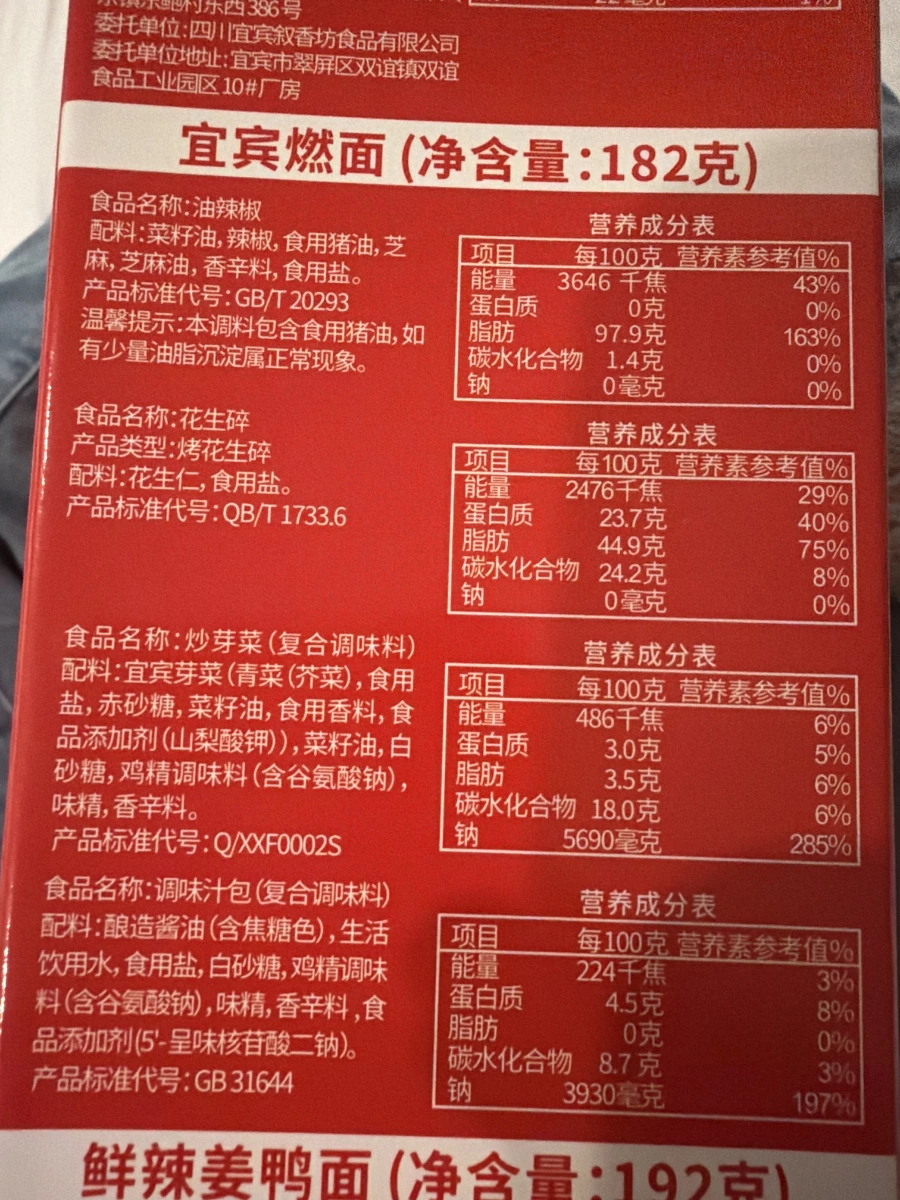 东镇东鲍村东西386号
22毫克 1%
委托单位:四川宜宾叙香坊食品有限公司
委托单位地址:宜宾市翠屏区双谊镇双谊
食品工业园区10#厂房
宜宾燃面(净含量:182克)
食品名称:油辣椒
配料:菜籽油,辣椒,食用猪油,芝
麻,芝麻油,香辛料,食用盐。
产品标准代号:GB/T 20293
温馨提示:本调料包含食用猪油,如
有少量油脂沉淀属正常现象。
营养成分表
项目 每100克 营养素参考值%
能量 3646 千焦 43%
蛋白质 0克 0%
脂肪 97.9克 163%
碳水化合物 1.4克 0%
钠 0毫克 0%
食品名称:花生碎
产品类型:烤花生碎
配料:花生仁,食用盐。
产品标准代号:QB/T 1733.6
营养成分表
项目 每100克 营养素参考值%
能量 2476千焦 29%
蛋白质 23.7克 40%
脂肪 44.9克 75%
碳水化合物 24.2克 8%
钠 0毫克 0%
食品名称:炒芽菜(复合调味料)
配料:宜宾芽菜(青菜(芥菜),食用
盐,赤砂糖,菜籽油,食用香料,食
品添加剂(山梨酸钾)),菜籽油,白
砂糖,鸡精调味料(含谷氨酸钠),
味精,香辛料。
产品标准代号:Q/XXF0002S
营养成分表
项目 每100克 营养素参考值%
能量 486千焦 6%
蛋白质 3.0克 5%
脂肪 3.5克 6%
碳水化合物 18.0克 6%
钠 5690毫克 285%
食品名称:调味汁包(复合调味料)
配料:酿造酱油(含焦糖色),生活
饮用水,食用盐,白砂糖,鸡精调味
料(含谷氨酸钠),味精,香辛料,食
品添加剂(5'-呈味核苷酸二钠)。
产品标准代号:GB 31644
营养成分表
项目 每100克 营养素参考值%
能量 224千焦 3%
蛋白质 4.5克 8%
脂肪 0克 0%
碳水化合物 8.7克 3%
钠 3930毫克 197%
鲜辣姜鸭面(净含量:192克)